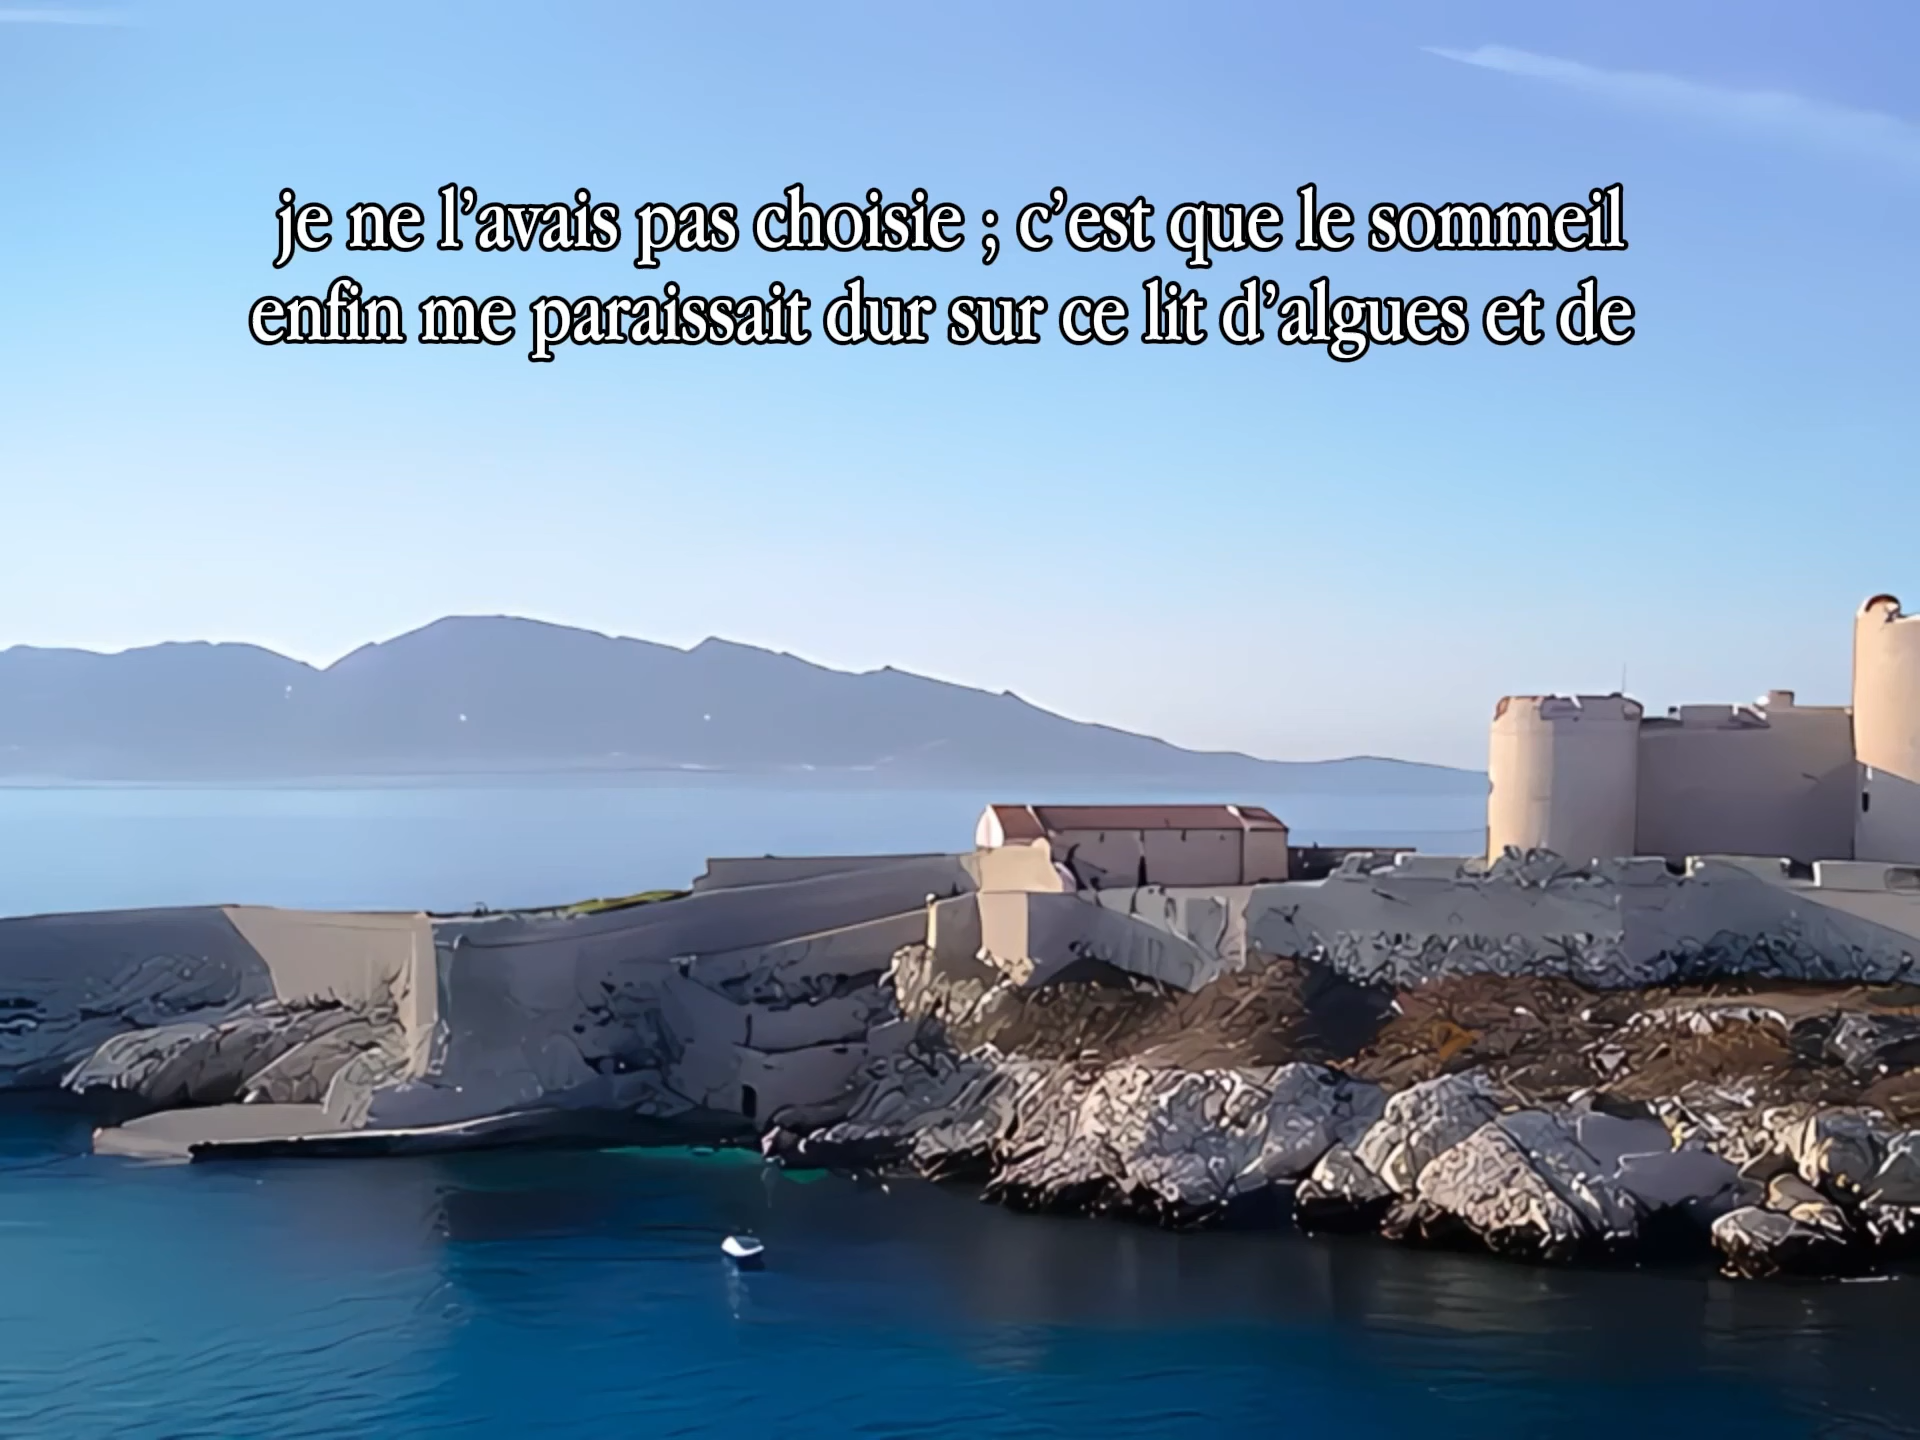 je ne l’avais pas choisie ; c’est que le sommeil
enfin me paraissait dur sur ce lit d’algues et de